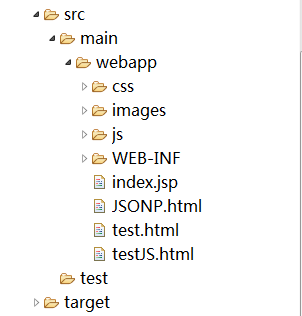 src
main
webapp
css
images
js
WEB-INF
index.jsp
JSONP.html
test.html
testJS.html
test
target